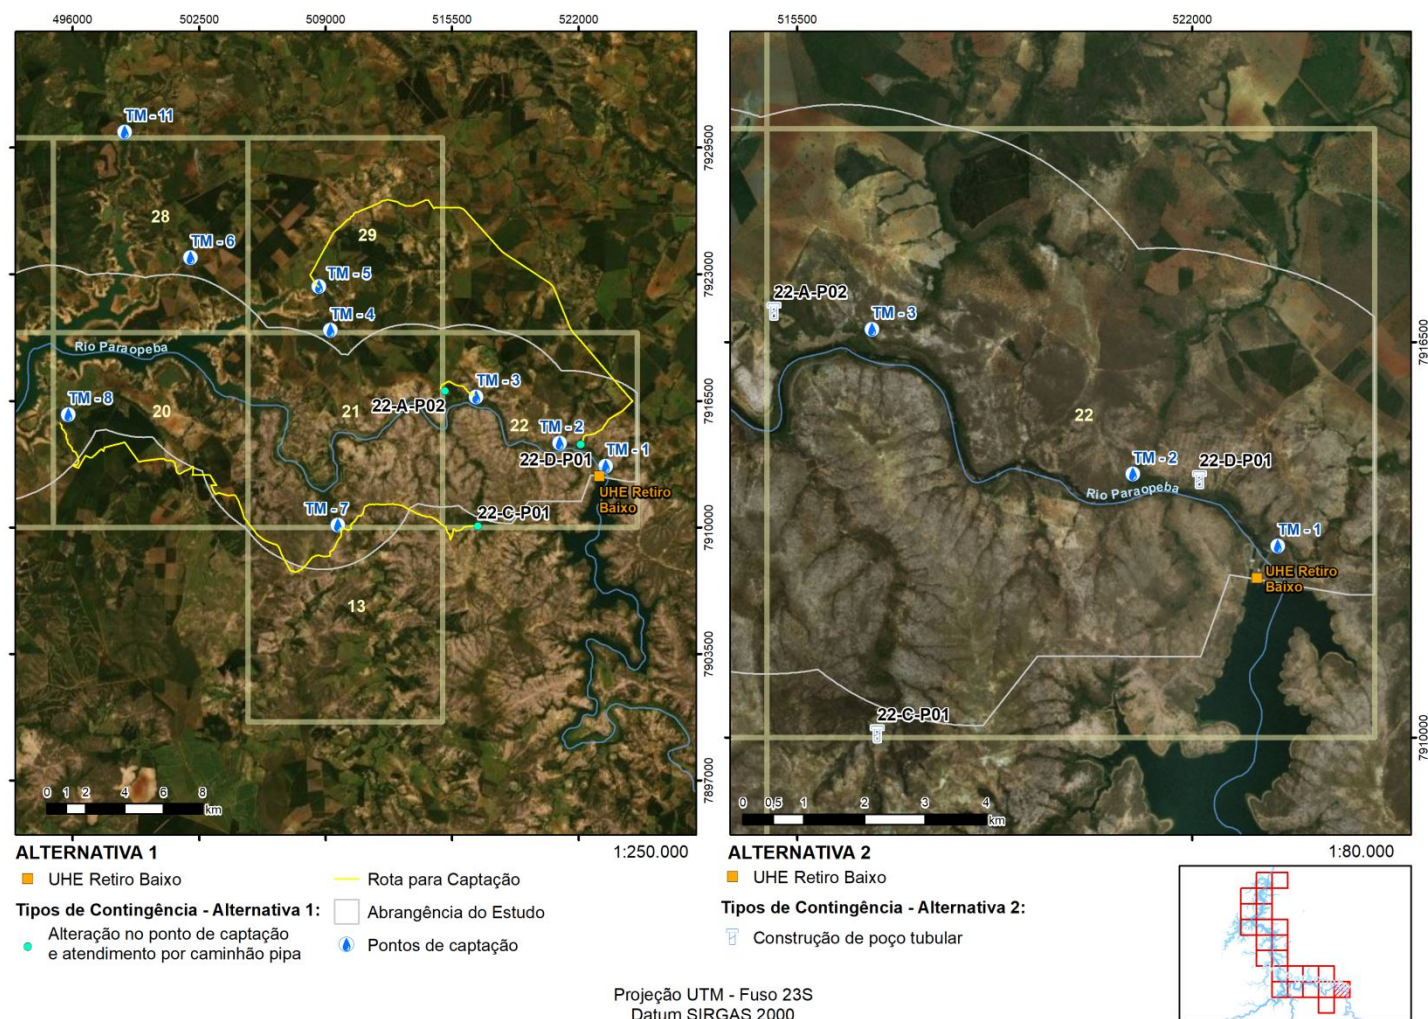 496000 502500 509000 515500 522000
515500 522000
TM - 11
7929500
28
29
TM - 6
TM - 5
7923000
TM - 4
Rio Paraopeba
22-A-P02
TM - 3
7916500
TM - 8
20
21
22-A-P02
TM - 3
22
TM - 2
22-D-P01
TM - 1
UHE Retiro
Baixo
TM - 7
22-C-P01
7910000
13
7903500
7897000
0 1 2 4 6 8
km
7916500
22
TM - 2
22-D-P01
Rio Paraopeba
TM - 1
UHE Retiro
Baixo
22-C-P01
7910000
0 0,5 1 2 3 4
km
ALTERNATIVA 1
1:250.000
UHE Retiro Baixo
Tipos de Contingência - Alternativa 1:
Alteração no ponto de captação
e atendimento por caminhão pipa
Rota para Captação
Abrangência do Estudo
Pontos de captação
ALTERNATIVA 2
1:80.000
UHE Retiro Baixo
Tipos de Contingência - Alternativa 2:
Construção de poço tubular
Projeção UTM - Fuso 23S
Datum SIRGAS 2000